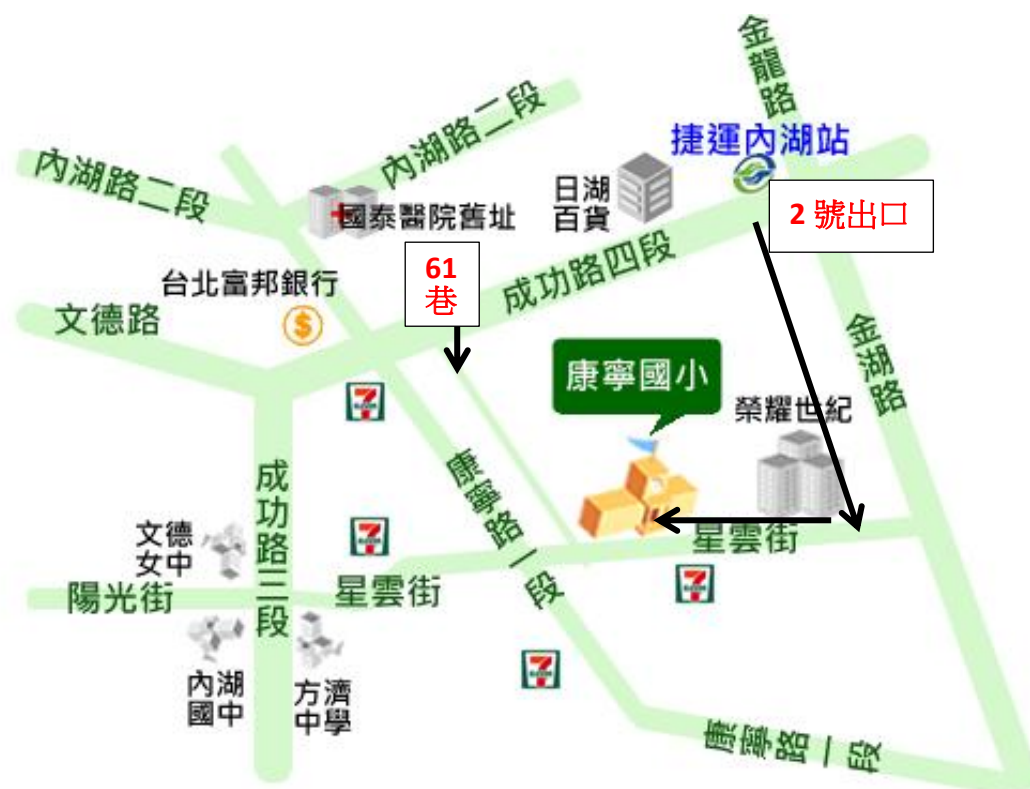 金龍路
捷運內湖站
內湖路二段
內湖路二段
日湖
百貨
2 號出口
國泰醫院舊址
61
巷
成功路四段
台北富邦銀行
$
文德路
金湖路
康寧國小
7
榮耀世紀
康寧路一段
成功路三段
文德
女中
7
星雲街
陽光街
星雲街
7
內湖
國中
方濟
中學
7
康寧路一段